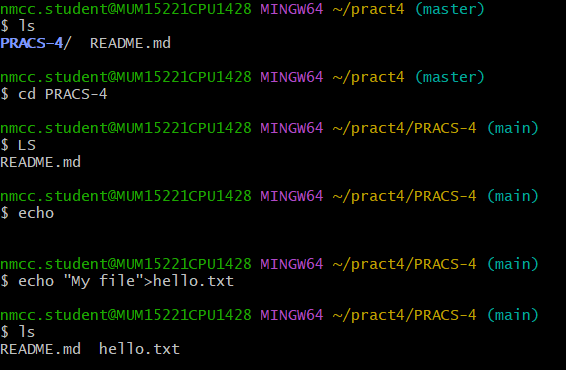 nmcc.student@MUM15221CPU1428 MINGW64 ~/pract4 (master)
$ ls
PRACS-4/  README.md
nmcc.student@MUM15221CPU1428 MINGW64 ~/pract4 (master)
$ cd PRACS-4
nmcc.student@MUM15221CPU1428 MINGW64 ~/pract4/PRACS-4 (main)
$ LS
README.md
nmcc.student@MUM15221CPU1428 MINGW64 ~/pract4/PRACS-4 (main)
$ echo
nmcc.student@MUM15221CPU1428 MINGW64 ~/pract4/PRACS-4 (main)
$ echo "My file">hello.txt
nmcc.student@MUM15221CPU1428 MINGW64 ~/pract4/PRACS-4 (main)
$ ls
README.md  hello.txt